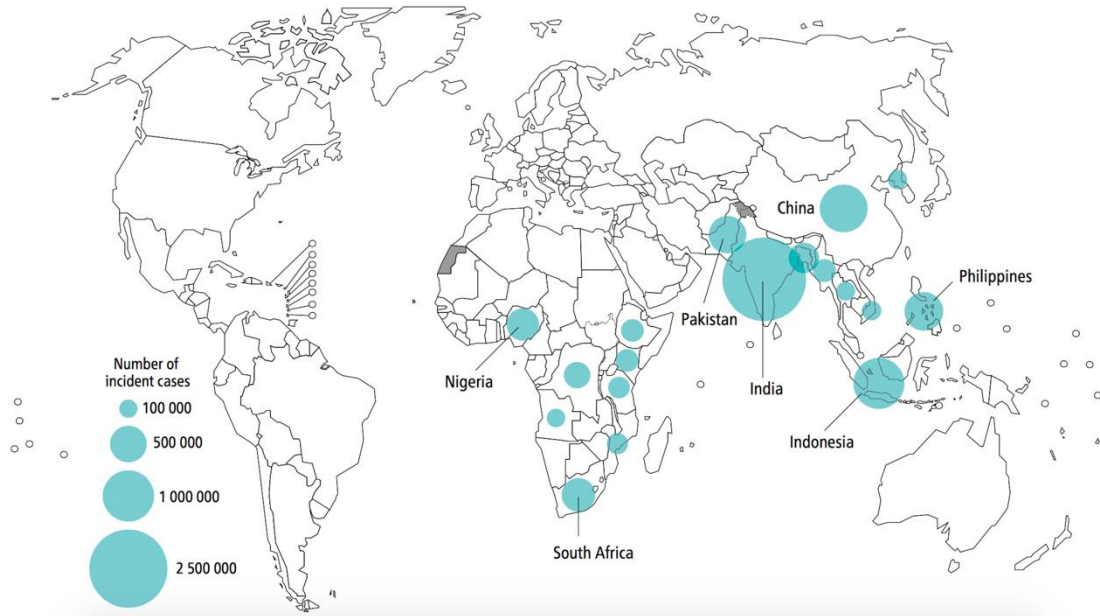 China
Philippines
Pakistan
Nigeria
India
Indonesia
South Africa
Number of
incident cases
100 000
500 000
1 000 000
2 500 000